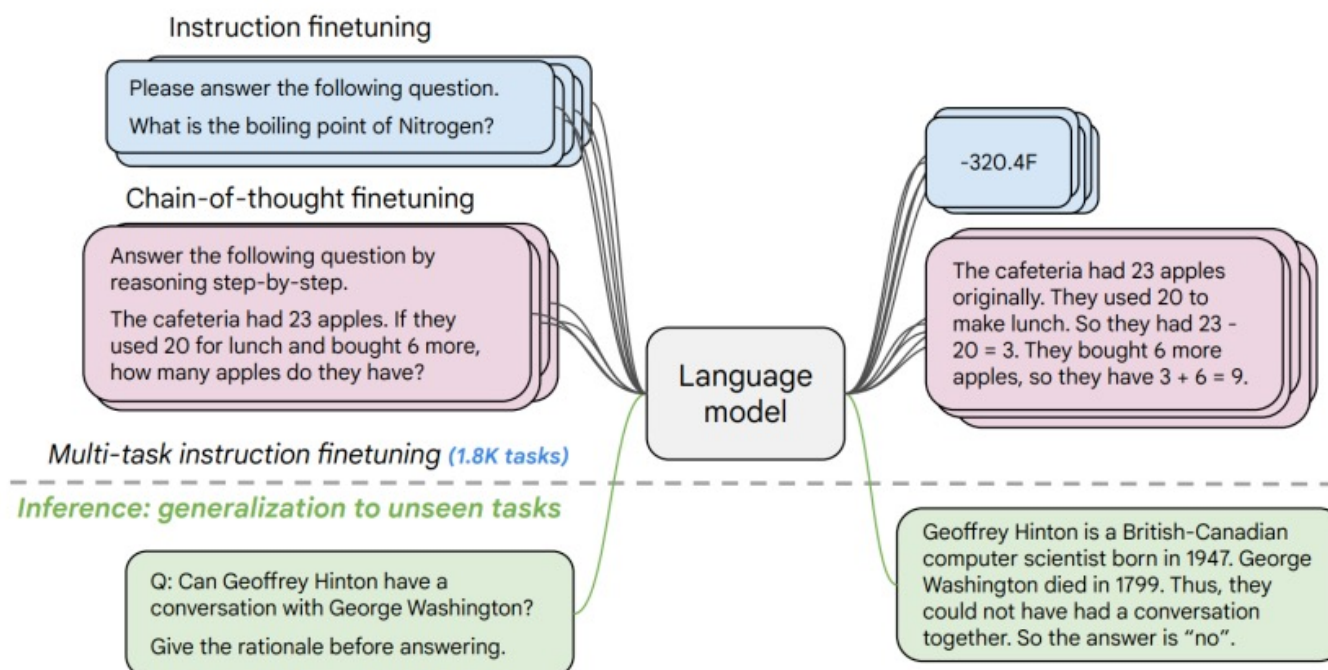 Instruction finetuning
Please answer the following question.
What is the boiling point of Nitrogen?
-320.4F
Chain-of-thought finetuning
Answer the following question by
reasoning step-by-step.
The cafeteria had 23 apples. If they
used 20 for lunch and bought 6 more,
how many apples do they have?
The cafeteria had 23 apples
originally. They used 20 to
make lunch. So they had 23 -
20 = 3. They bought 6 more
apples, so they have 3 + 6 = 9.
Language
model
Multi-task instruction finetuning (1.8K tasks)
Inference: generalization to unseen tasks
Q: Can Geoffrey Hinton have a
conversation with George Washington?
Give the rationale before answering.
Geoffrey Hinton is a British-Canadian
computer scientist born in 1947. George
Washington died in 1799. Thus, they
could not have had a conversation
together. So the answer is “no”.